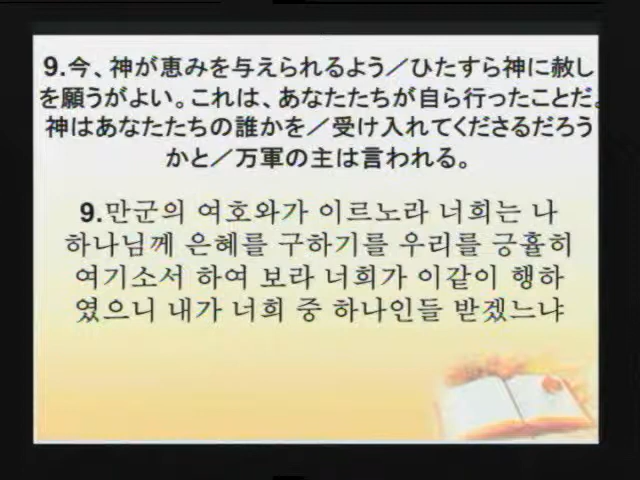 9.今、神が恵みを与えられるよう／ひたすら神に赦し
を願うがよい。これは、あなたたちが自ら行ったことだ。
神はあなたたちの誰かを／受け入れてくださるだろう
かと／万軍の主は言われる。
9.만군의 여호와가 이르노라 너희는 나
하나님께 은혜를 구하기를 우리를 긍휼히
여기소서 하여 보라 너희가 이같이 행하
였으니 내가 너희 중 하나인들 받겠느냐